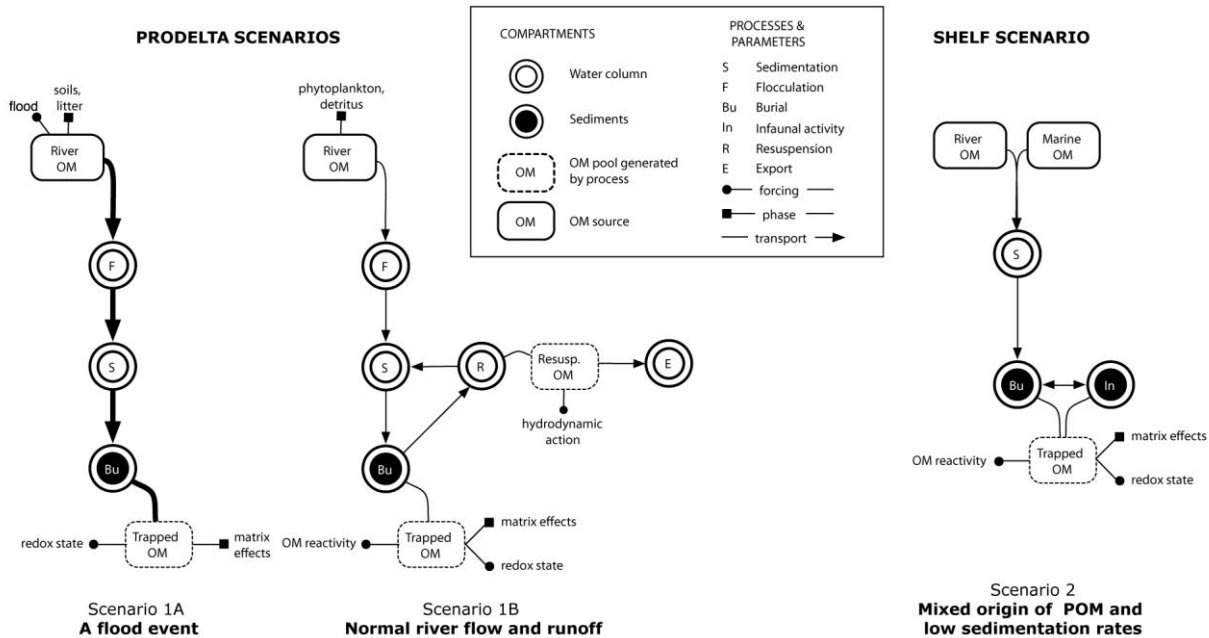 PRODELTA SCENARIOS
flood
soils,
litter
River
OM
F
S
Bu
Trapped
OM
redox state
matrix
effects
Scenario 1A
A flood event
phytoplankton,
detritus
River
OM
F
S
R
Resusp.
OM
E
hydrodynamic
action
Bu
OM reactivity
Trapped
OM
matrix effects
redox state
Scenario 1B
Normal river flow and runoff
COMPARTMENTS
Water column
Sediments
OM
OM pool generated
by process
OM
OM source
PROCESSES &
PARAMETERS
S Sedimentation
F Flocculation
Bu Burial
In Infaunal activity
R Resuspension
E Export
forcing
phase
transport
SHELF SCENARIO
River
OM
Marine
OM
S
Bu
In
OM reactivity
Trapped
OM
matrix effects
redox state
Scenario 2
Mixed origin of POM and
low sedimentation rates